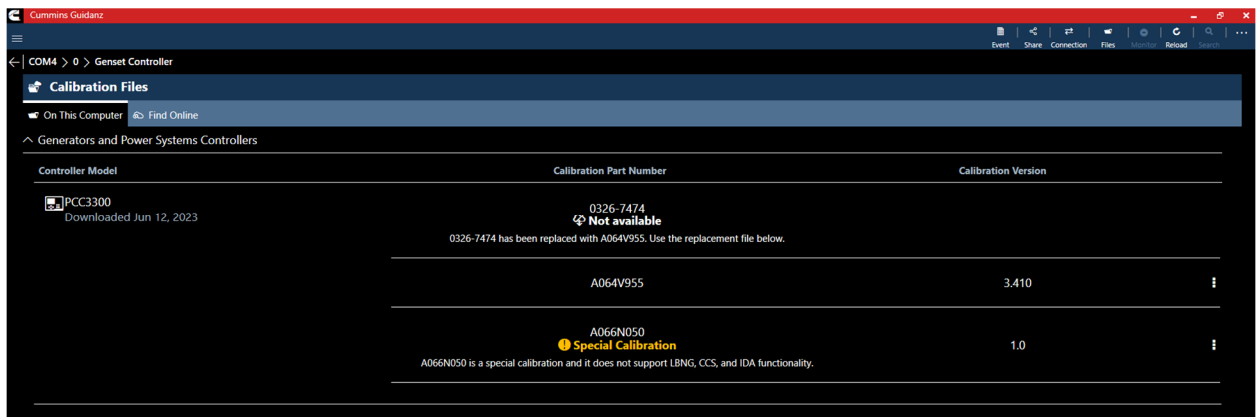 Cummins Guidanz
Event Share Connection Files Monitor Reload Search
COM4 > 0 > Genset Controller
Calibration Files
On This Computer Find Online
Generators and Power Systems Controllers
Controller Model Calibration Part Number Calibration Version
PCC3300
Downloaded Jun 12, 2023
0326-7474
Not available
0326-7474 has been replaced with A064V955. Use the replacement file below.
A064V955 3.410
A066N050
Special Calibration
1.0
A066N050 is a special calibration and it does not support LBNG, CCS, and IDA functionality.